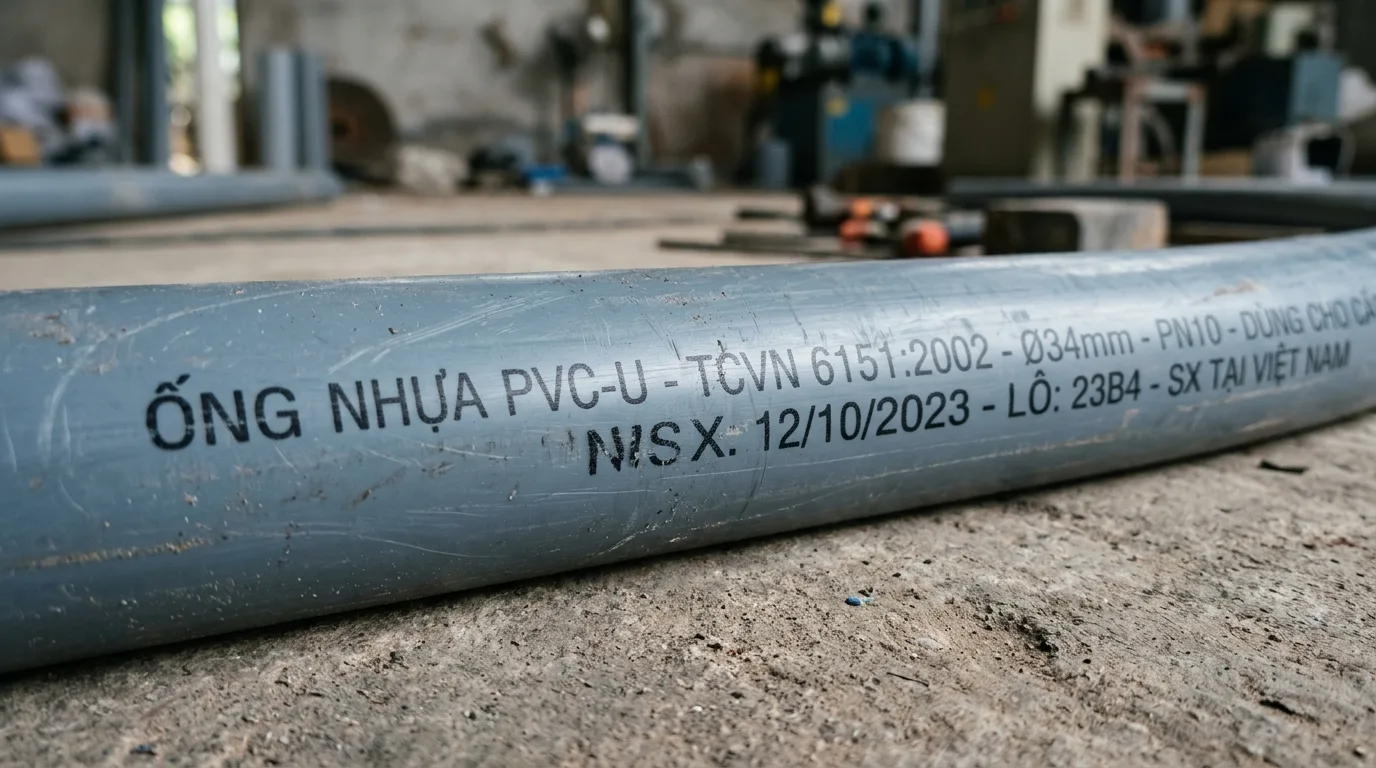 ỐNG NHỰA PVC-U - TCVN 6151:2002 - Ø34mm - PN10 - DÙNG CHO
NSX. 12/10/2023 - LÔ: 23B4 - SX TẠI VIỆT NAM